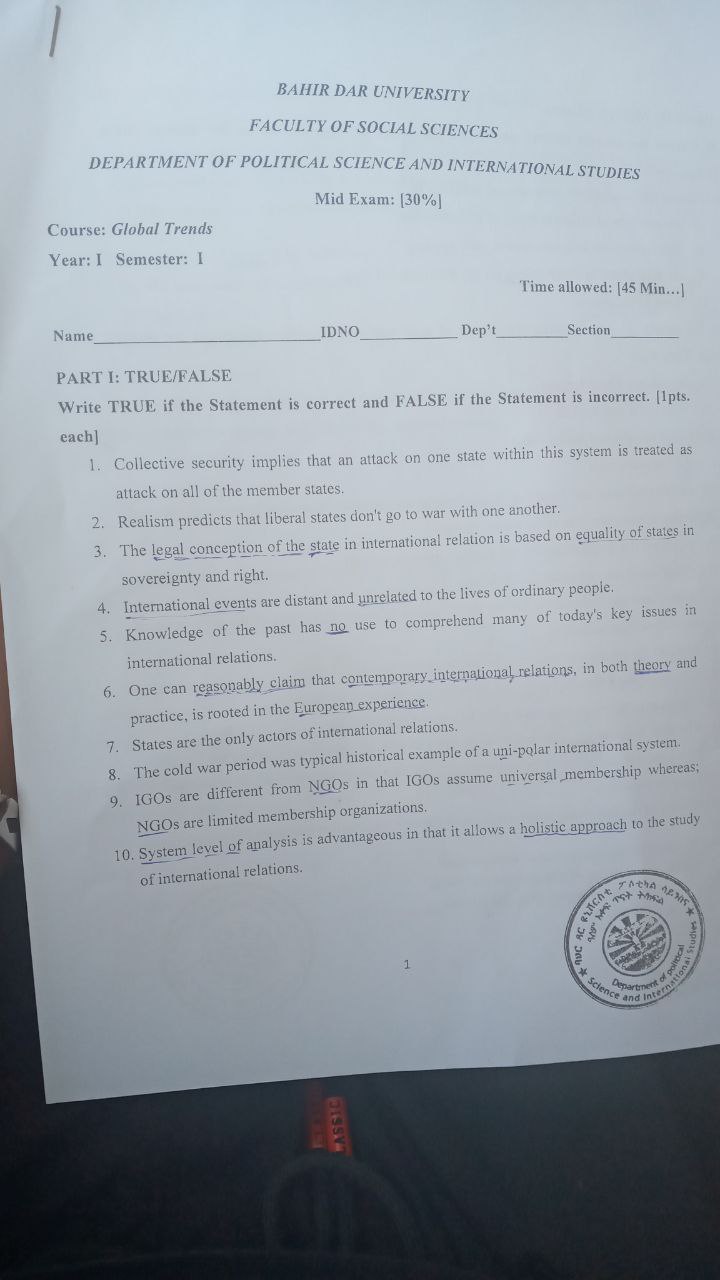 BAHIR DAR UNIVERSITY
FACULTY OF SOCIAL SCIENCES
DEPARTMENT OF POLITICAL SCIENCE AND INTERNATIONAL STUDIES
Mid Exam: [30%]
Course: Global Trends
Year: I Semester: I
Time allowed: [45 Min...]
Name____________________IDNO__________ Dep't_______Section_______
PART I: TRUE/FALSE
Write TRUE if the Statement is correct and FALSE if the Statement is incorrect. [1pts.
each]
1. Collective security implies that an attack on one state within this system is treated as
attack on all of the member states.
2. Realism predicts that liberal states don't go to war with one another.
3. The legal conception of the state in international relation is based on equality of states in
sovereignty and right.
4. International events are distant and unrelated to the lives of ordinary people.
5. Knowledge of the past has no use to comprehend many of today's key issues in
international relations.
6. One can reasonably claim that contemporary international relations, in both theory and
practice, is rooted in the European experience.
7. States are the only actors of international relations.
8. The cold war period was typical historical example of a uni-polar international system.
9. IGOs are different from NGOs in that IGOs assume universal membership whereas;
NGOs are limited membership organizations.
10. System level of analysis is advantageous in that it allows a holistic approach to the study
of international relations.
ባህር ዳር ዩኒቨርስቲ ፖለቲካል ሳይንስ
ዓለም አቀፍ ጥናት ትምክፍል
Department of political
Science and International Studies
1